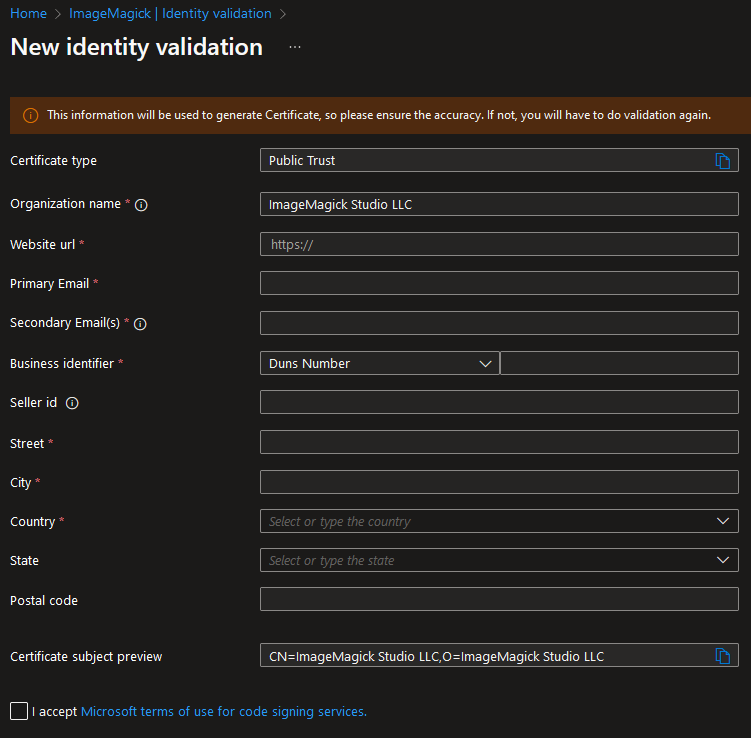 Home > ImageMagick | Identity validation >
New identity validation ...
This information will be used to generate Certificate, so please ensure the accuracy. If not, you will have to do validation again.
Certificate type Public Trust
Organization name * ImageMagick Studio LLC
Website url * https://
Primary Email *
Secondary Email(s) *
Business identifier * Duns Number
Seller id
Street *
City *
Country * Select or type the country
State Select or type the state
Postal code
Certificate subject preview CN=ImageMagick Studio LLC,O=ImageMagick Studio LLC
I accept Microsoft terms of use for code signing services.